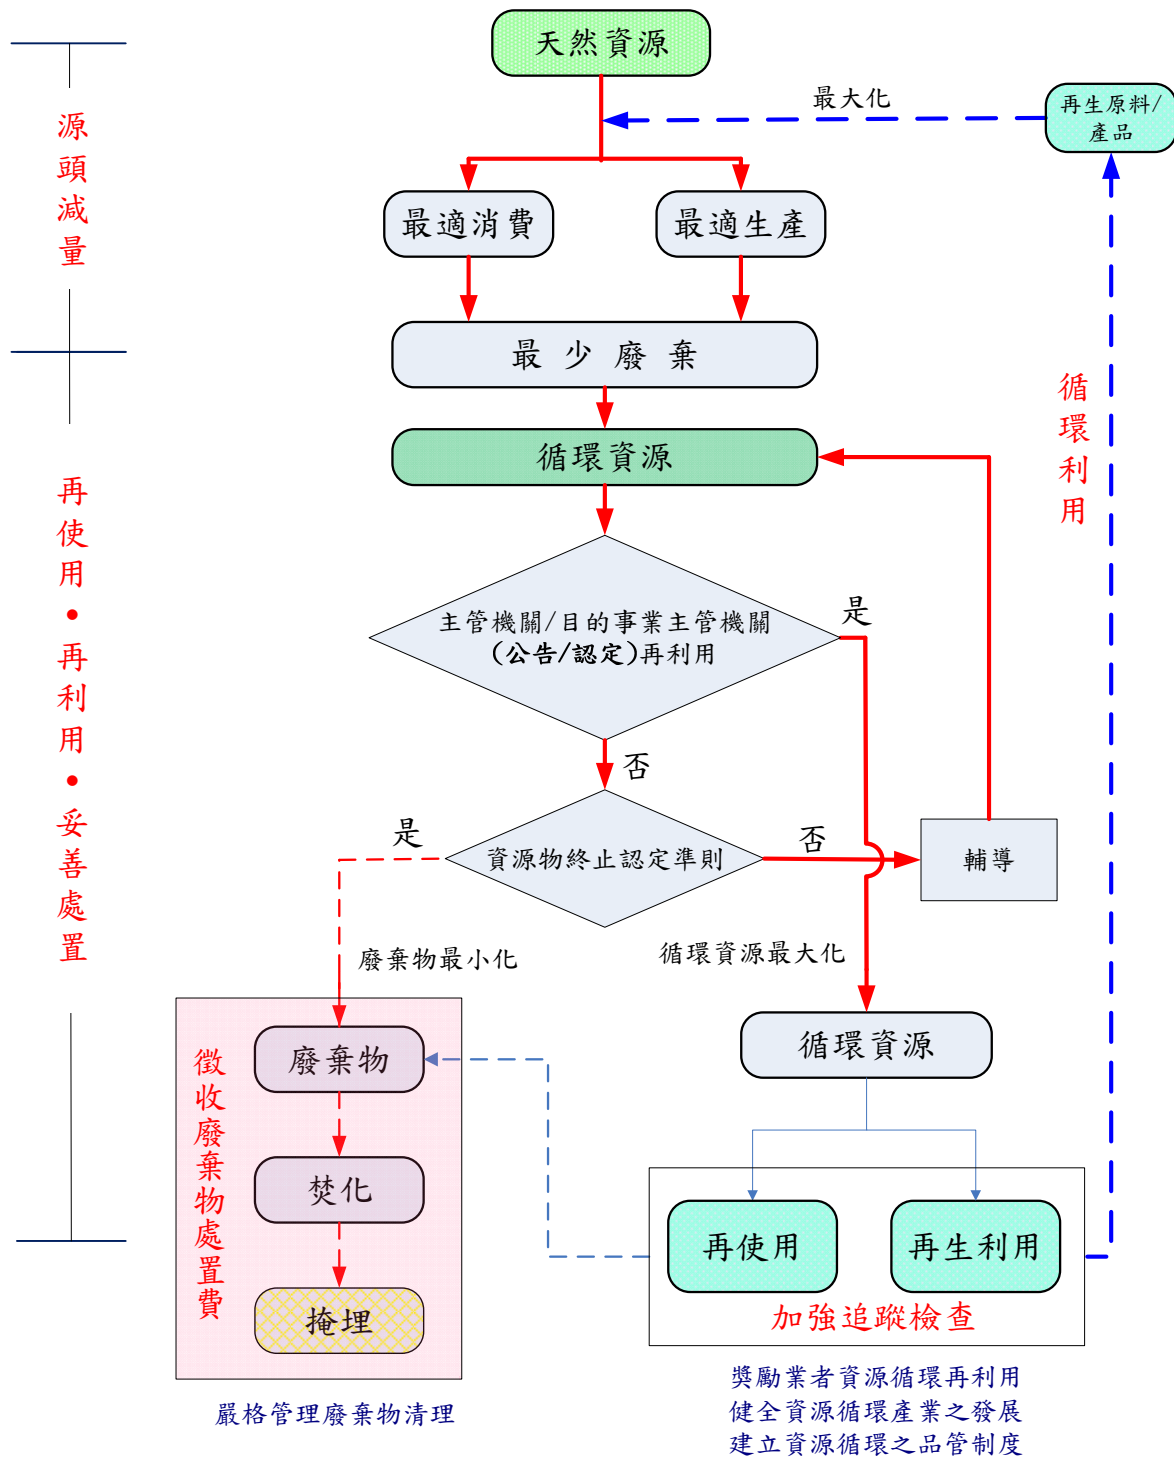 天然資源
最大化
再生原料/
產品
源頭減量
最適消費
最適生產
最少廢棄
循環利用
循環資源
再使用•再利用•妥善處置
主管機關/目的事業主管機關
(公告/認定)再利用
是
否
資源物終止認定準則
是
否
輔導
廢棄物最小化
循環資源最大化
徵收廢棄物處置費
廢棄物
循環資源
焚化
再使用
再生利用
掩埋
加強追蹤檢查
嚴格管理廢棄物清理
獎勵業者資源循環再利用
健全資源循環產業之發展
建立資源循環之品管制度